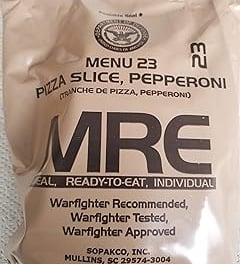 MENU 23
23
PIZZA SLICE, PEPPERONI
(TRANCHE DE PIZZA, PEPPERONI)
MRE
MEAL, READY-TO-EAT, INDIVIDUAL
Warfighter Recommended,
Warfighter Tested,
Warfighter Approved
SOPAKCO, INC.
MULLINS, SC 29574-3004